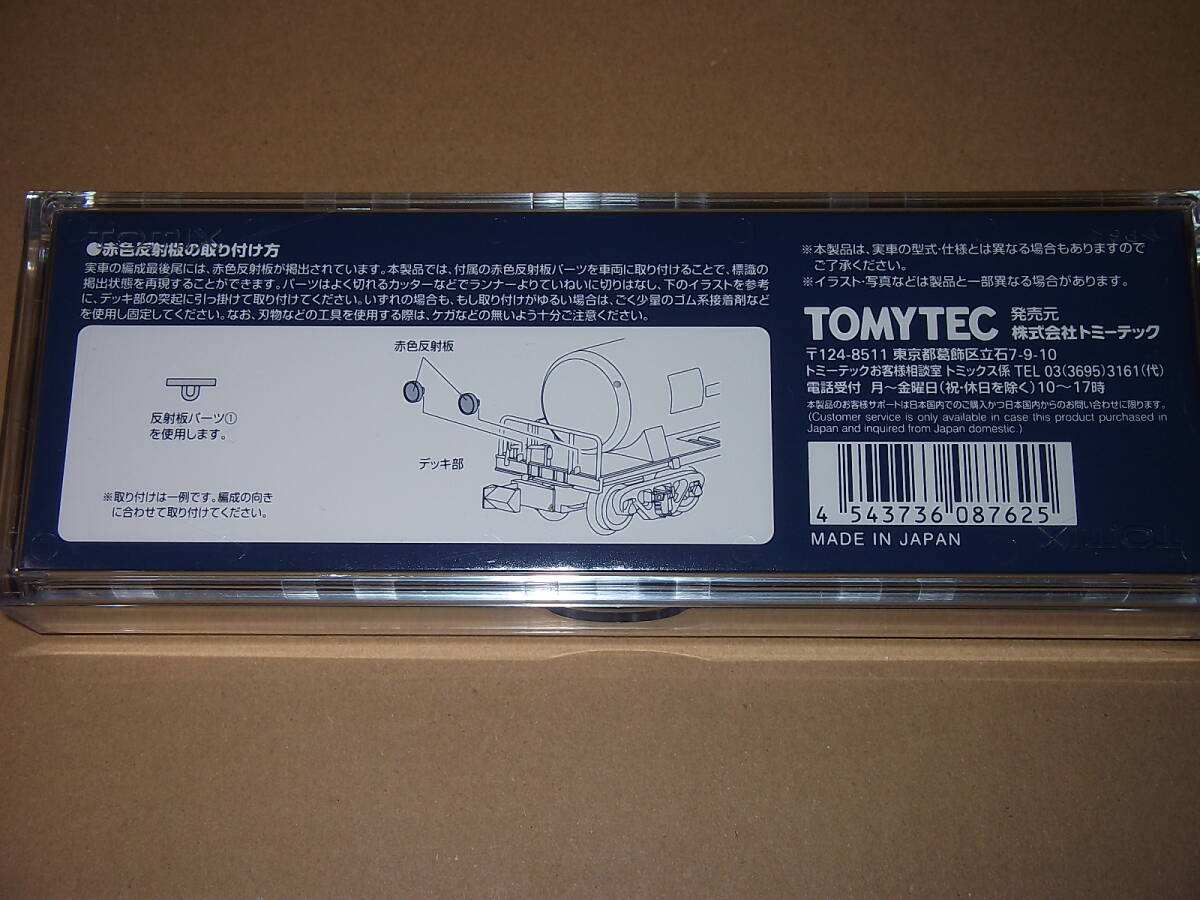 TOMIX
●赤色反射板の取り付け方
実車の編成最後尾には、赤色反射板が掲出されています。本製品では、付属の赤色反射板パーツを車両に取り付けることで、標識の
掲出状態を再現することができます。パーツはよく切れるカッターなどでランナーよりていねいに切りはなし、下のイラストを参考
に、デッキ部の突起に引っ掛けて取り付けてください。いずれの場合も、もし取り付けがゆるい場合は、ごく少量のゴム系接着剤など
を使用し固定してください。なお、刃物などの工具を使用する際は、ケガなどの無いよう十分ご注意ください。
赤色反射板
反射板パーツ①
を使用します。
デッキ部
※取り付けは一例です。編成の向き
に合わせて取り付けてください。
※本製品は、実車の型式・仕様とは異なる場合もありますので
ご了承ください。
※イラスト・写真などは製品と一部異なる場合があります。
TOMYTEC 発売元 株式会社トミーテック
〒124-8511 東京都葛飾区立石7-9-10
トミーテックお客様相談室 トミックス係 TEL 03(3695)3161(代)
電話受付 月〜金曜日(祝・休日を除く)10〜17時
本製品のお客様サポートは日本国内でのご購入かつ日本国内からのお問い合わせに限ります。
(Customer service is only available in case this product purchased in
Japan and inquired from Japan domestic.)
4 543736 087625
MADE IN JAPAN
TOMIX